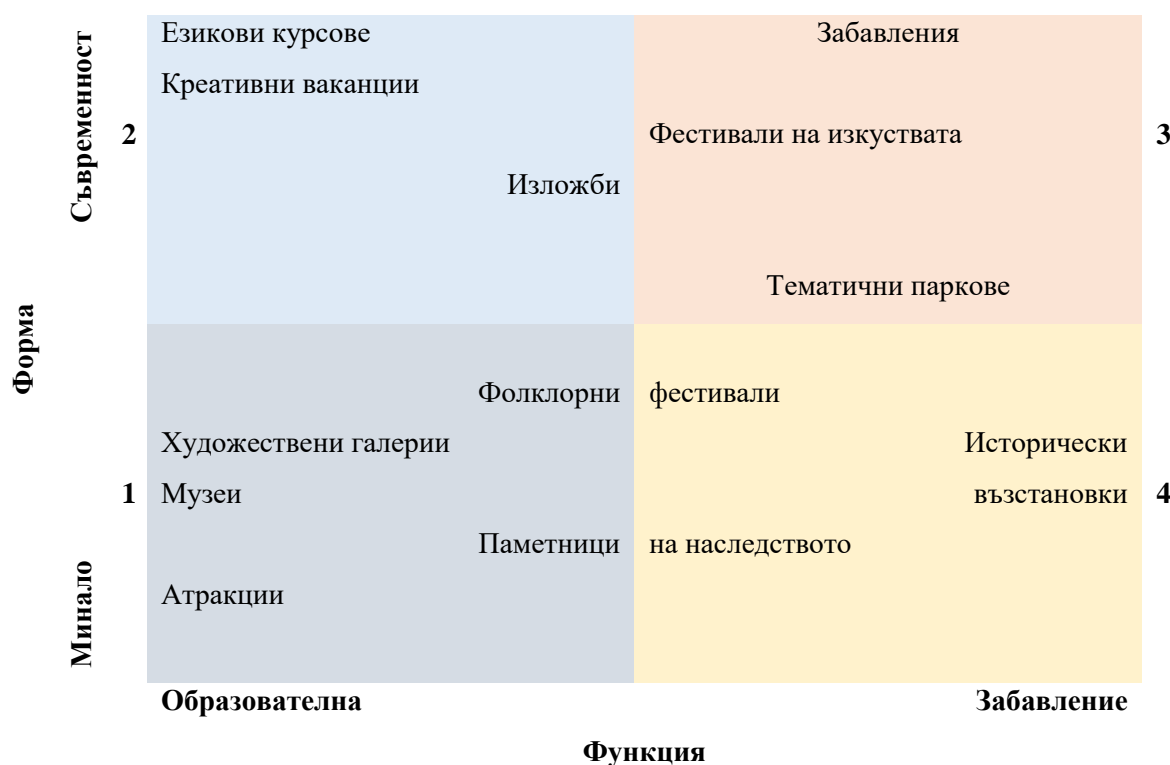 Езикови курсове
Забавления
Креативни ваканции
Съвременност
2
Фестивали на изкуствата
3
Изложби
Тематични паркове
Форма
Фолклорни фестивали
Художествени галерии
Исторически
1
Музеи
възстановки
4
Паметници на наследството
Минало
Атракции
Образователна
Забавление
Функция